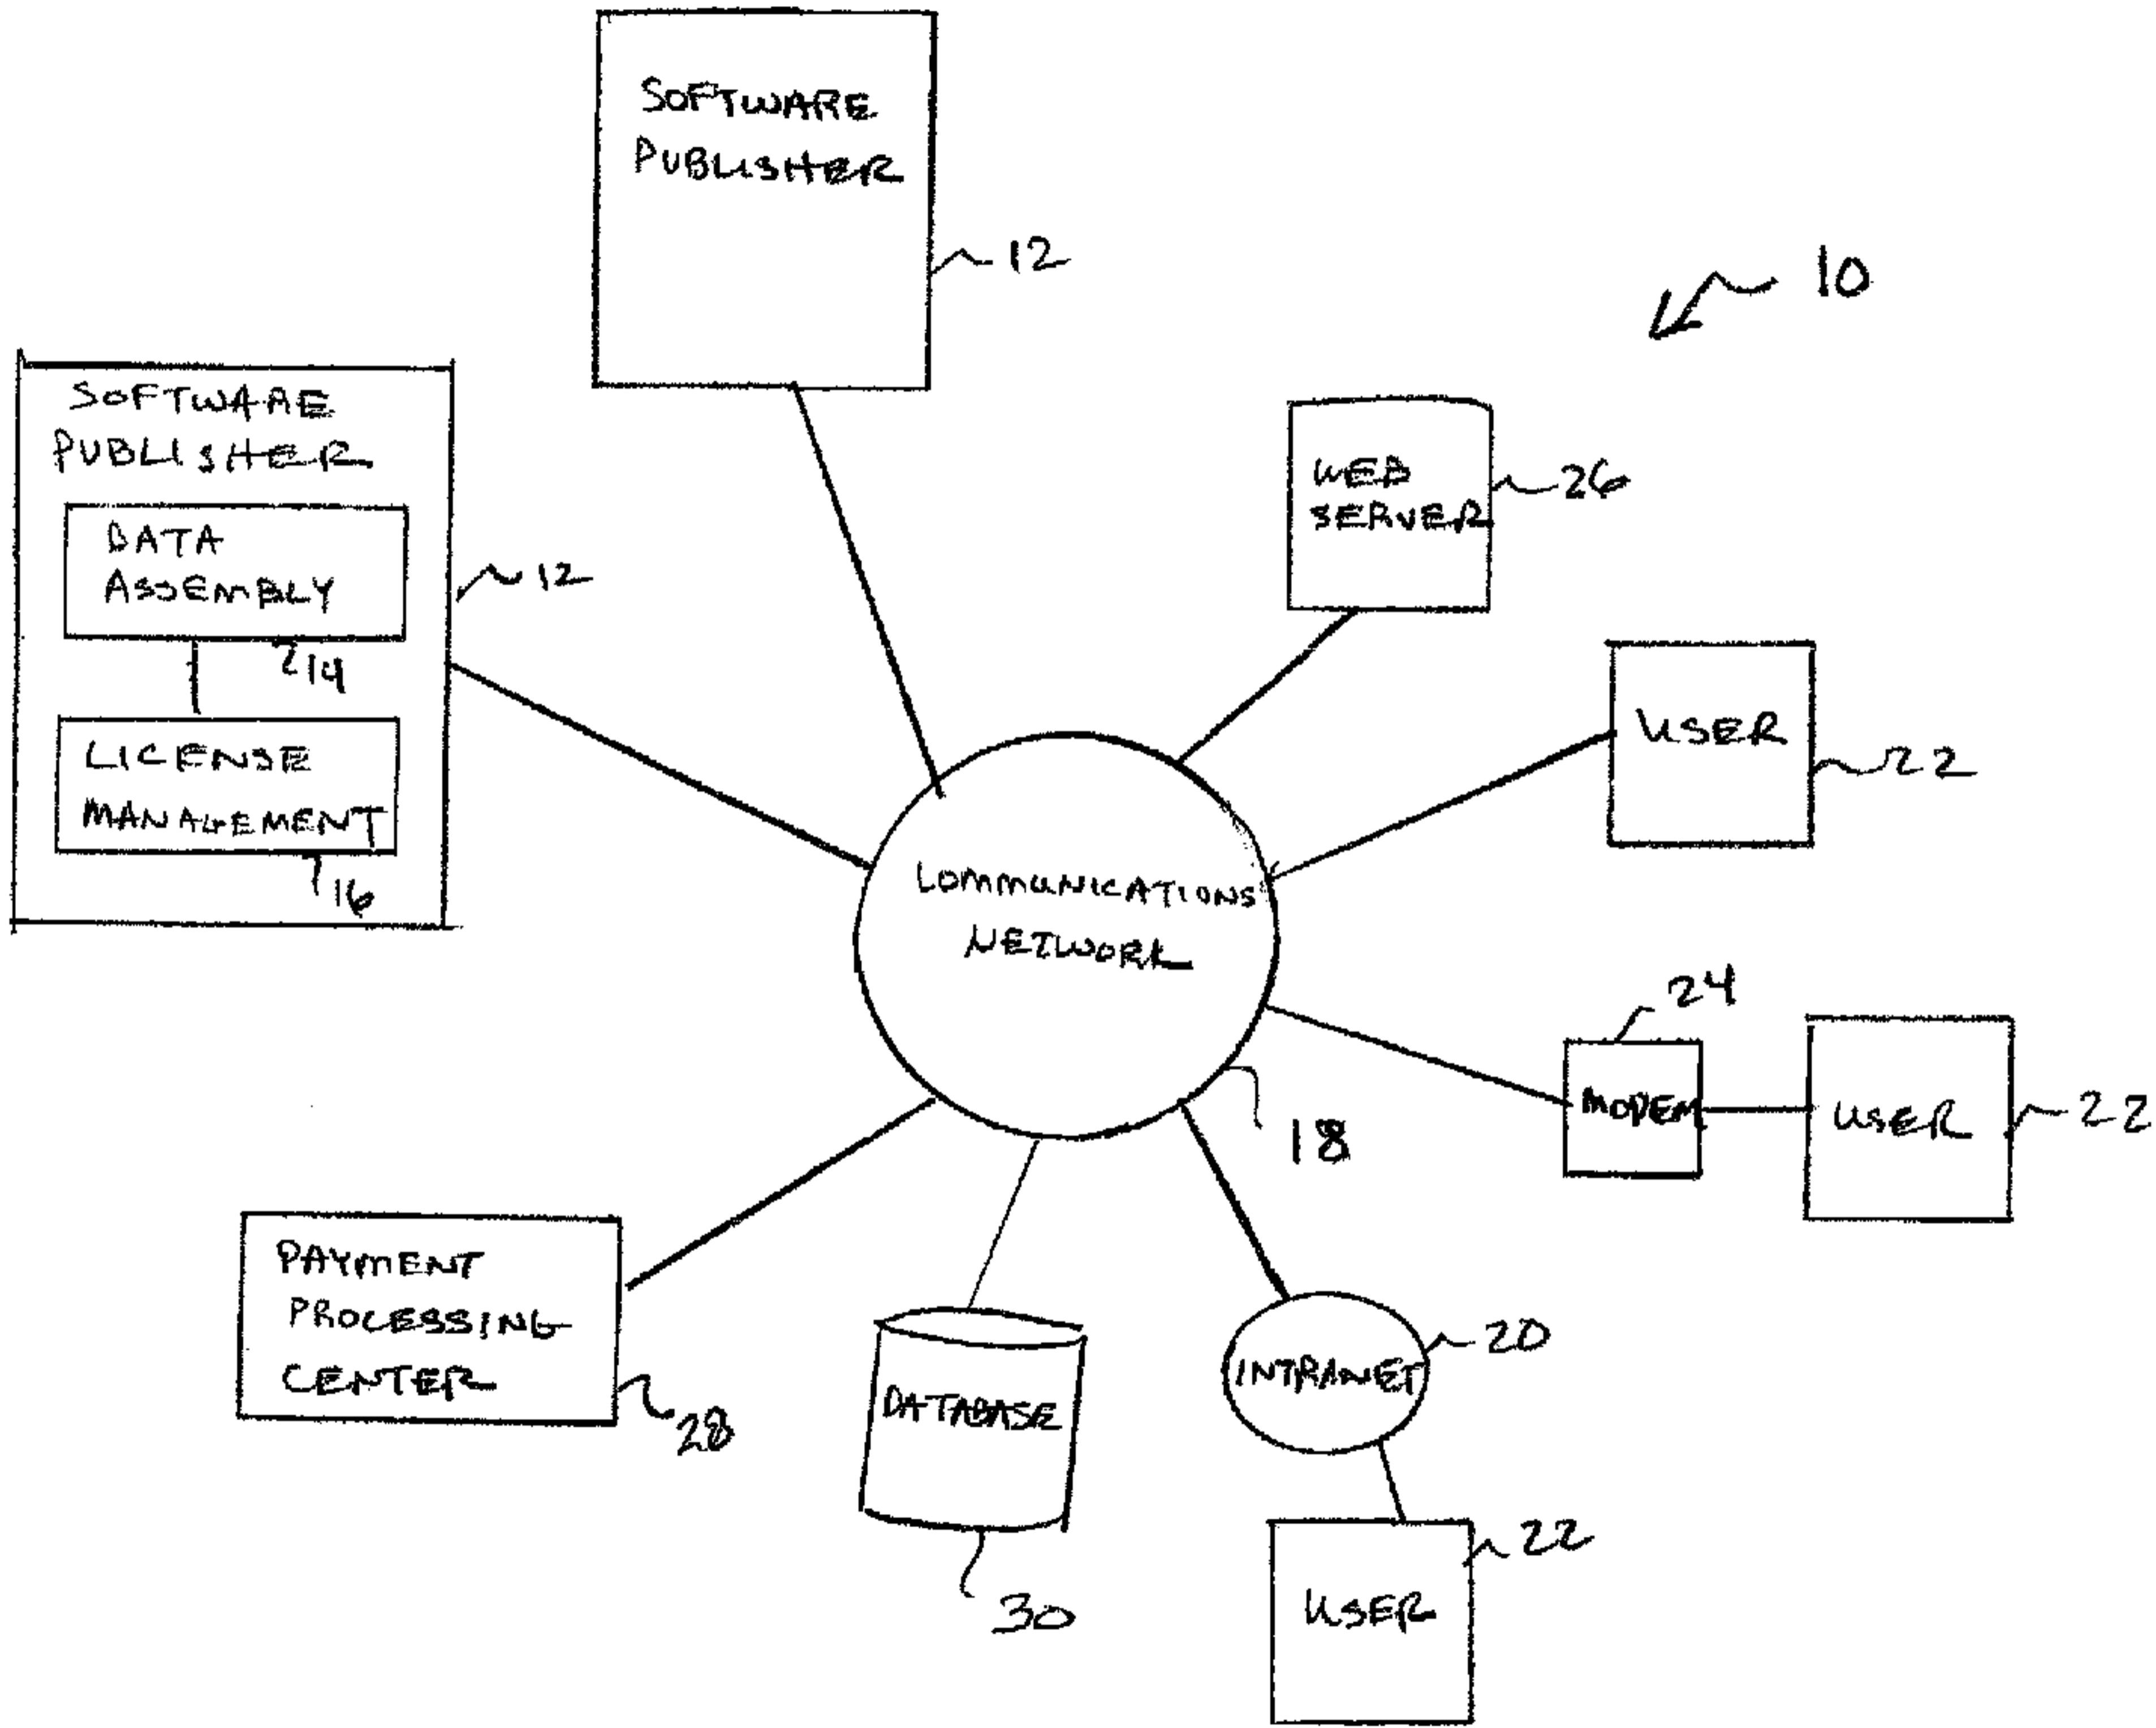 SOFTWARE
PUBLISHER
12
10
SOFTWARE
PUBLISHER
DATA
ASSEMBLY
14
LICENSE
MANAGEMENT
16
12
WEB
SERVER
26
USER
22
COMMUNICATIONS
NETWORK
18
24
MODEM
USER
22
PAYMENT
PROCESSING
CENTER
28
DATABASE
30
INTRANET
20
USER
22